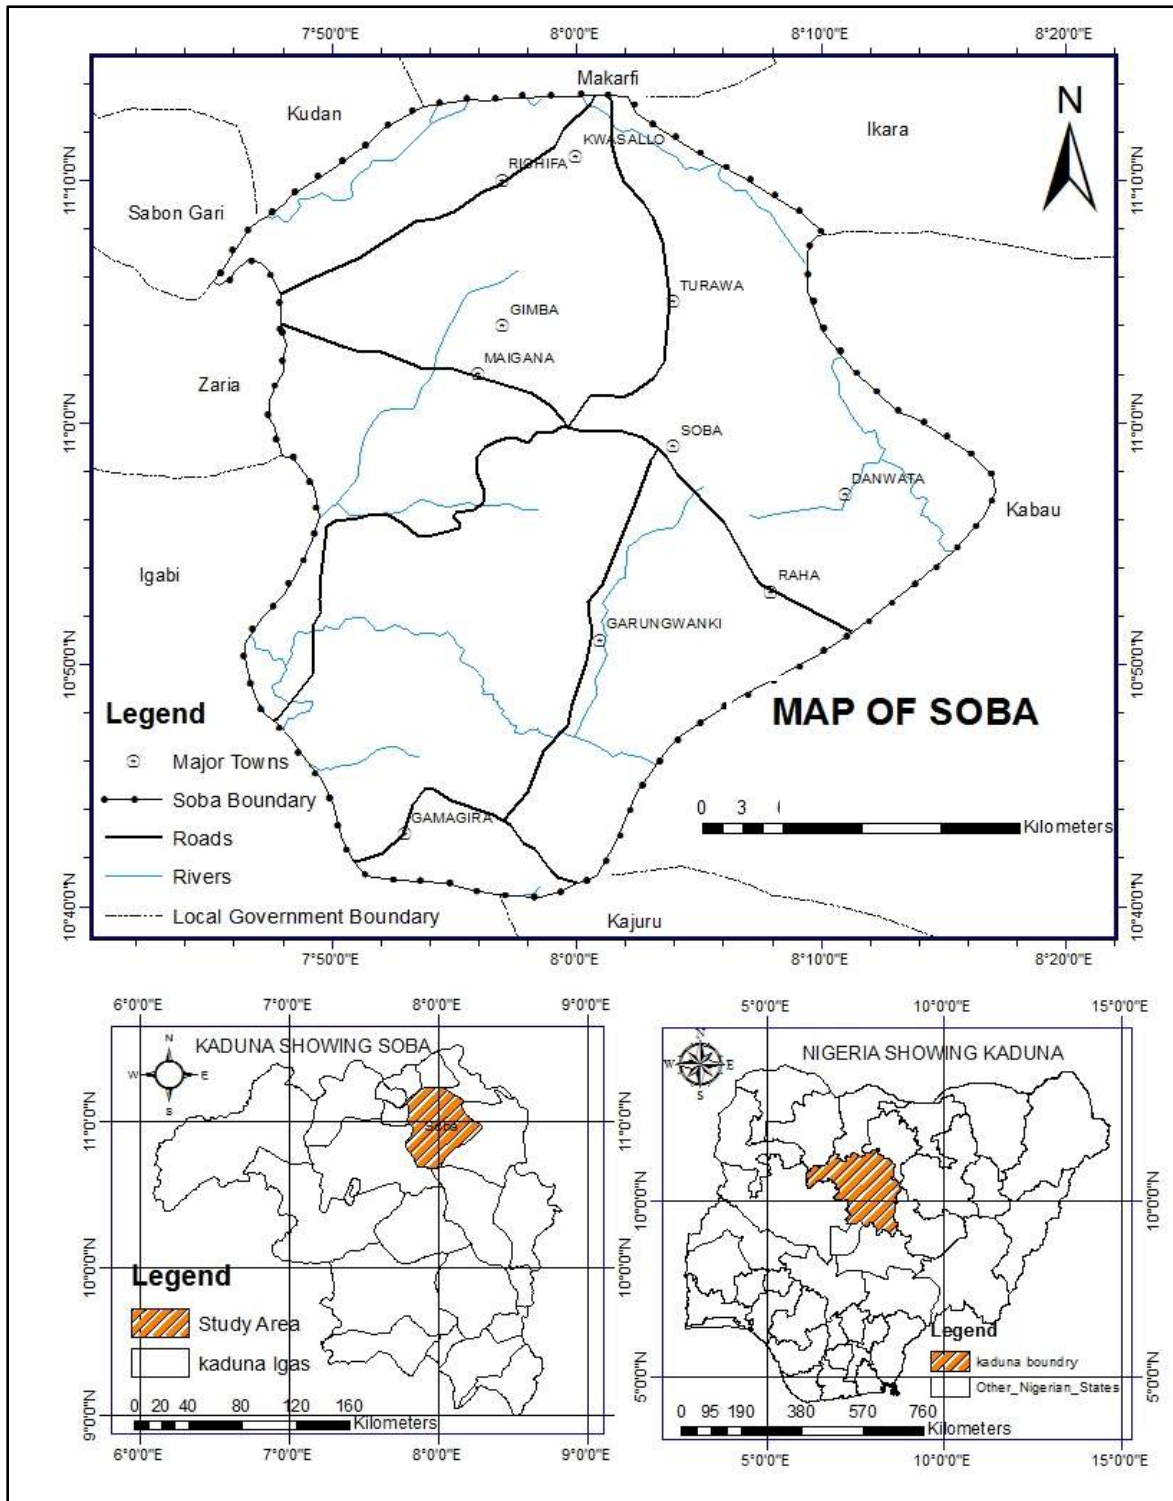 7°50'0"E 8°0'0"E 8°10'0"E 8°20'0"E
Makarfi
Kudan
Ikara
N
KWASALLO
RICHIFA
11°10'0"N 11°10'0"N
Sabon Gari
TURAWA
GIMBA
MAIGANA
Zaria
11°0'0"N 11°0'0"N
SOBA
DANWATA
Kabau
Igabi
RAHA
GARUNGWANKI
10°50'0"N 10°50'0"N
MAP OF SOBA
Legend
Major Towns
Soba Boundary
Roads
Rivers
Local Government Boundary
0 3
Kilometers
GAMAGIRA
10°40'0"N 10°40'0"N
Kajuru
7°50'0"E 8°0'0"E 8°10'0"E 8°20'0"E
6°0'0"E 7°0'0"E 8°0'0"E 9°0'0"E
KADUNA SHOWING SOBA
N
W E
S
11°0'0"N 11°0'0"N
Soba
10°0'0"N 10°0'0"N
Legend
Study Area
kaduna lgas
0 20 40 80 120 160
Kilometers
9°0'0"N 9°0'0"N
6°0'0"E 7°0'0"E 8°0'0"E 9°0'0"E
5°0'0"E 10°0'0"E 15°0'0"E
NIGERIA SHOWING KADUNA
N
W E
S
10°0'0"N 10°0'0"N
Legend
kaduna boundry
Other_Nigerian_States
5°0'0"N 5°0'0"N
0 95 190 380 570 760
Kilometers
5°0'0"E 10°0'0"E 15°0'0"E